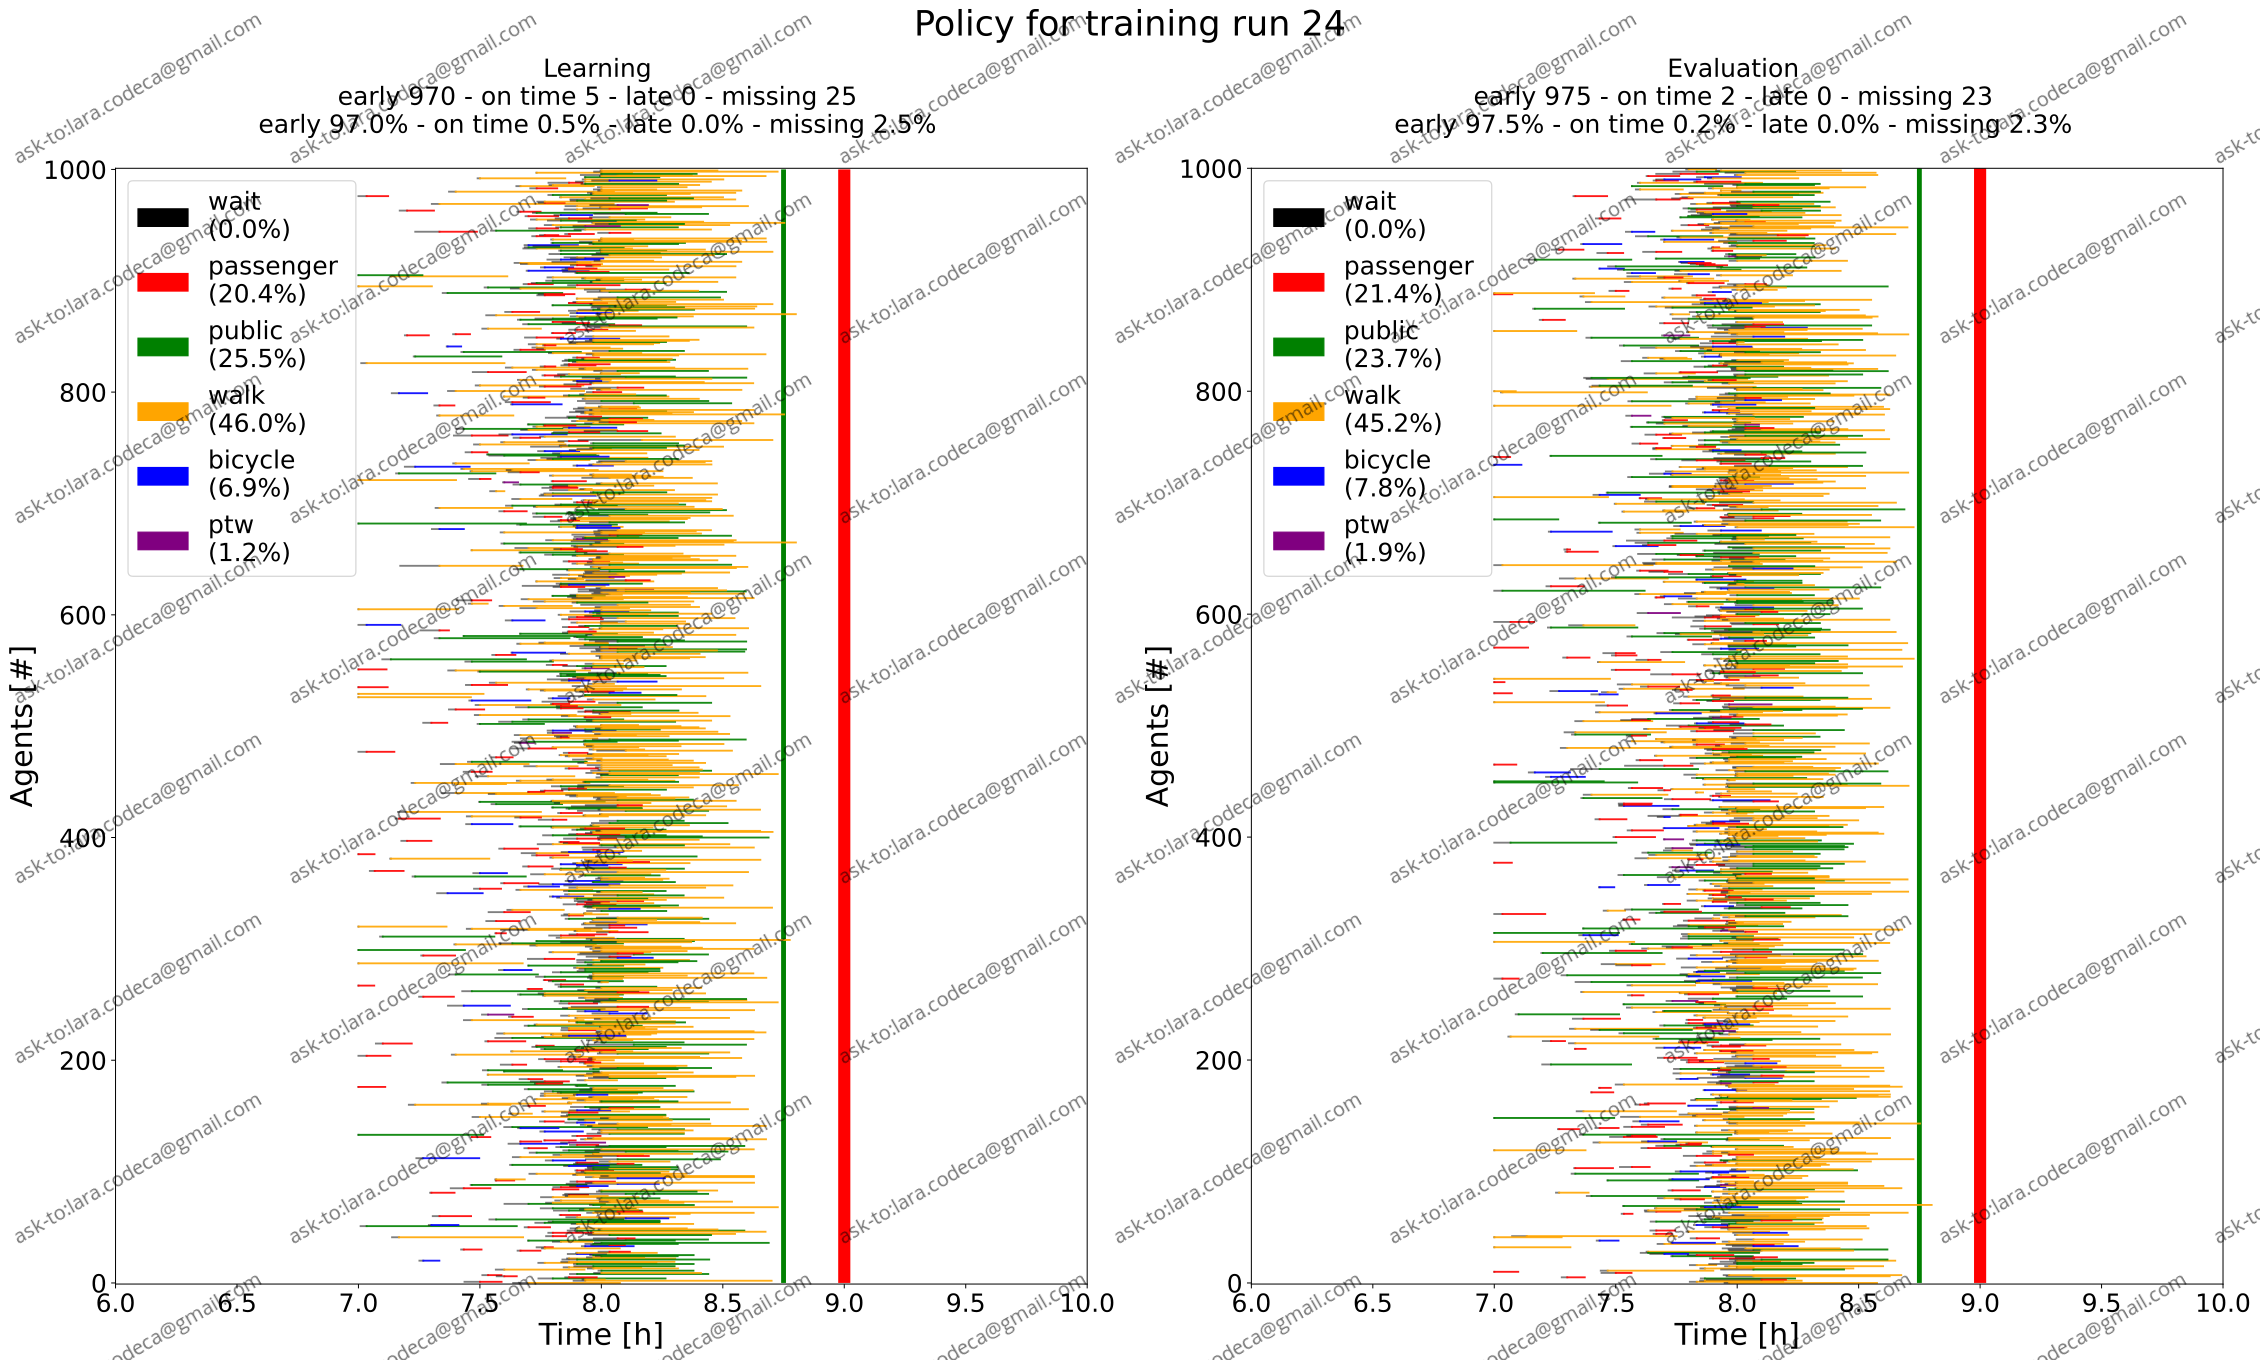 Policy for training run 24
Learning
early 970 - on time 5 - late 0 - missing 25
early 97.0% - on time 0.5% - late 0.0% - missing 2.5%
Agents [#]
1000
800
600
400
200
0
wait
(0.0%)
passenger
(20.4%)
public
(25.5%)
walk
(46.0%)
bicycle
(6.9%)
ptw
(1.2%)
6.0 6.5 7.0 7.5 8.0 8.5 9.0 9.5 10.0
Time [h]
Evaluation
early 975 - on time 2 - late 0 - missing 23
early 97.5% - on time 0.2% - late 0.0% - missing 2.3%
Agents [#]
1000
800
600
400
200
0
wait
(0.0%)
passenger
(21.4%)
public
(23.7%)
walk
(45.2%)
bicycle
(7.8%)
ptw
(1.9%)
6.0 6.5 7.0 7.5 8.0 8.5 9.0 9.5 10.0
Time [h]
ask-to:lara.codeca@gmail.com